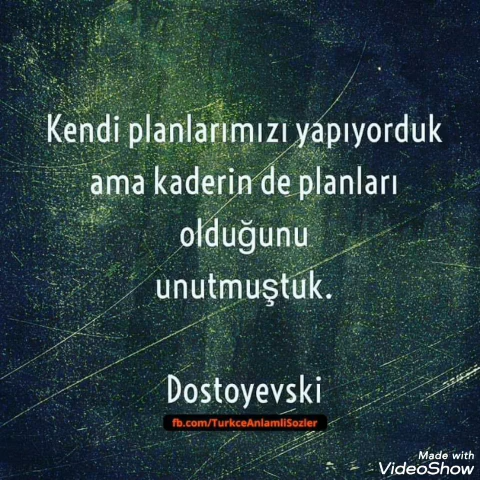 Kendi planlarımızı yapıyorduk
ama kaderin de planları
olduğunu
unutmuştuk.
Dostoyevski
fb.com/TurkceAnlamliSozler
Made with
VideoShow